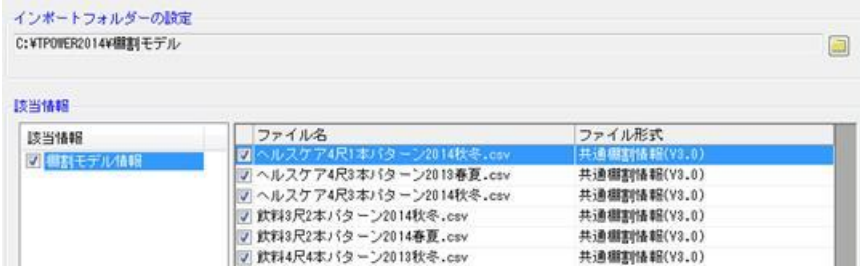 インポートフォルダーの設定
C:¥TPOWER2014¥棚割モデル
該当情報
該当情報
棚割モデル情報
ファイル名 ファイル形式
ヘルスケア4尺1本パターン2014秋冬.csv 共通棚割情報(V3.0)
ヘルスケア4尺3本パターン2013春夏.csv 共通棚割情報(V3.0)
ヘルスケア4尺3本パターン2014秋冬.csv 共通棚割情報(V3.0)
飲料3尺2本パターン2014秋冬.csv 共通棚割情報(V3.0)
飲料3尺2本パターン2014春夏.csv 共通棚割情報(V3.0)
飲料4尺4本パターン2013秋冬.csv 共通棚割情報(V3.0)